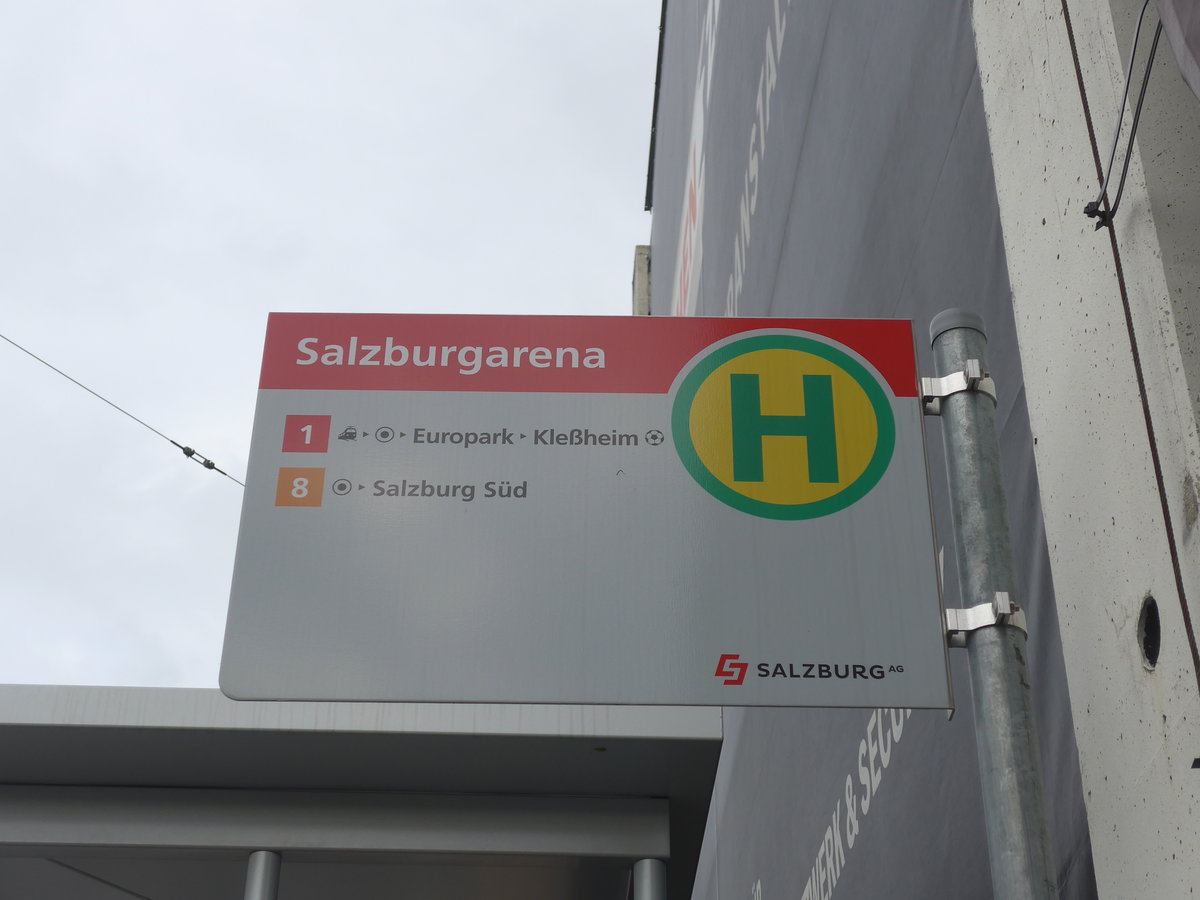 Salzburgarena
H
1 Europark Kleßheim
8 Salzburg Süd
SALZBURG AG